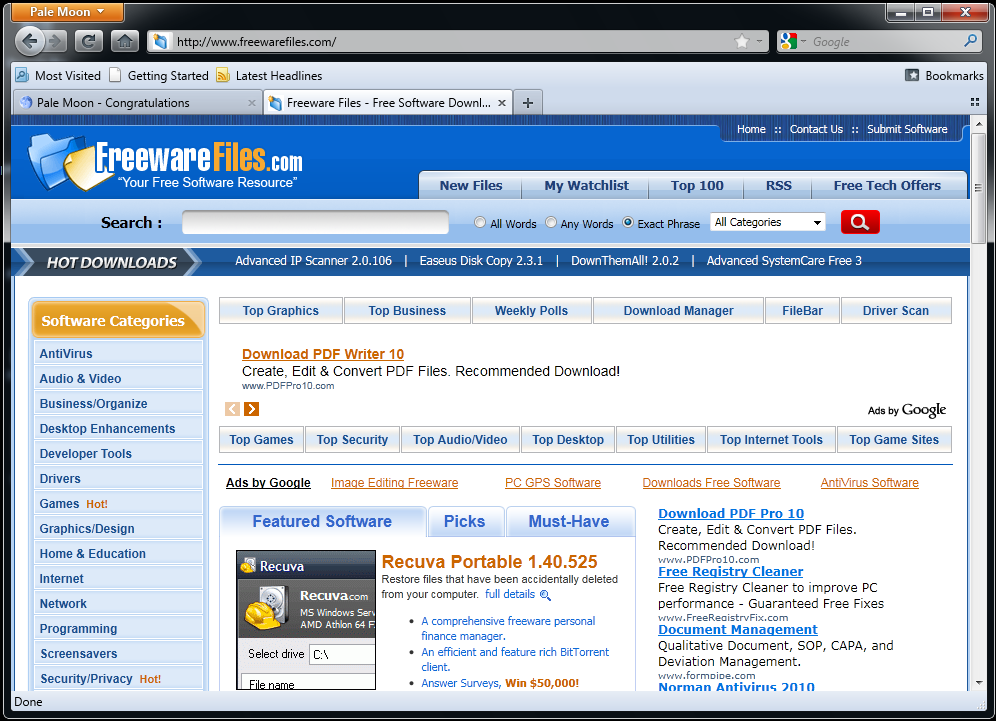 Pale Moon
http://www.freewarefiles.com/
Google
Most Visited Getting Started Latest Headlines Bookmarks
Pale Moon - Congratulations Freeware Files - Free Software Downl...
Home :: Contact Us :: Submit Software
FreewareFiles.com
"Your Free Software Resource"
New Files My Watchlist Top 100 RSS Free Tech Offers
Search : All Words Any Words Exact Phrase All Categories
HOT DOWNLOADS Advanced IP Scanner 2.0.106 | Easeus Disk Copy 2.3.1 | DownThemAll! 2.0.2 | Advanced SystemCare Free 3
Software Categories
AntiVirus
Audio & Video
Business/Organize
Desktop Enhancements
Developer Tools
Drivers
Games Hot!
Graphics/Design
Home & Education
Internet
Network
Programming
Screensavers
Security/Privacy Hot!
Top Graphics Top Business Weekly Polls Download Manager FileBar Driver Scan
Download PDF Writer 10
Create, Edit & Convert PDF Files. Recommended Download!
www.PDFPro10.com
Ads by Google
Top Games Top Security Top Audio/Video Top Desktop Top Utilities Top Internet Tools Top Game Sites
Ads by Google Image Editing Freeware PC GPS Software Downloads Free Software AntiVirus Software
Featured Software Picks Must-Have
Recuva
Recuva.com
MS Windows Serv
AMD Athlon 64 F
Select drive C:\
File name
Recuva Portable 1.40.525
Restore files that have been accidentally deleted
from your computer. full details
A comprehensive freeware personal
finance manager.
An efficient and feature rich BitTorrent
client.
Answer Surveys, Win $50,000!
Download PDF Pro 10
Create, Edit & Convert PDF Files.
Recommended Download!
www.PDFPro10.com
Free Registry Cleaner
Free Registry Cleaner to improve PC
performance - Guaranteed Free Fixes
www.FreeRegistryFix.com
Document Management
Qualitative Document, SOP, CAPA, and
Deviation Management.
www.formpipe.com
Norman Antivirus 2010
Done